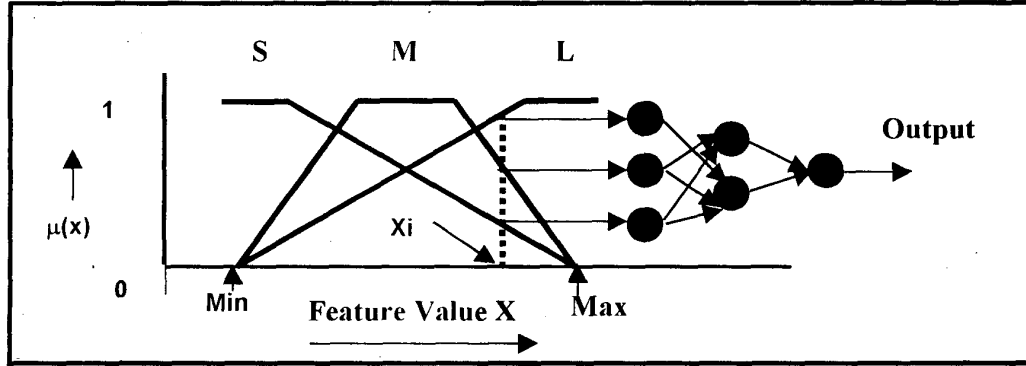 S M L
1
Output
μ(x)
Xi
0
Min
Max
Feature Value X